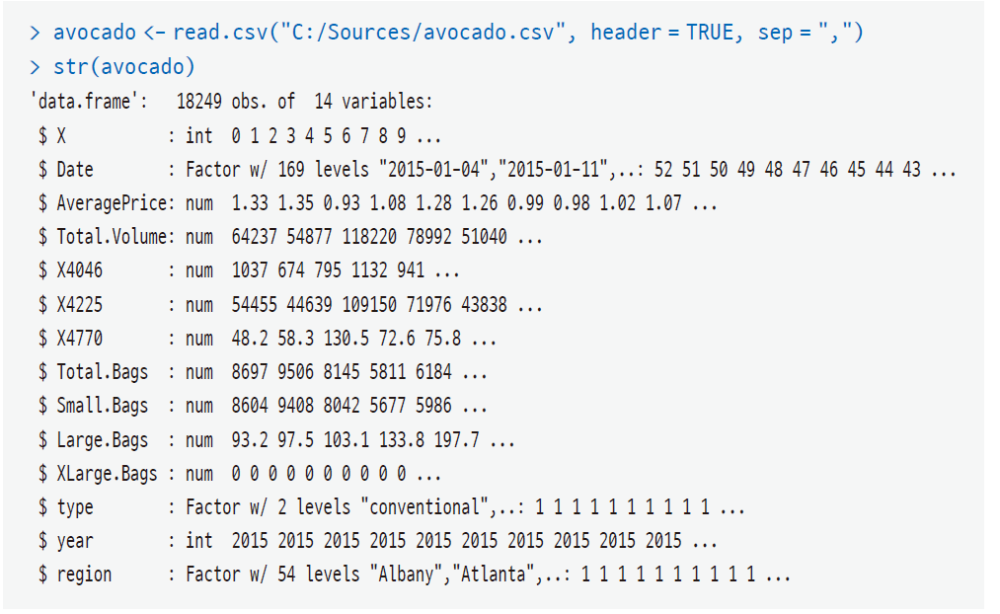 > avocado <- read.csv("C:/Sources/avocado.csv", header = TRUE, sep = ",")
> str(avocado)
'data.frame':   18249 obs. of  14 variables:
 $ X           : int  0 1 2 3 4 5 6 7 8 9 ...
 $ Date        : Factor w/ 169 levels "2015-01-04","2015-01-11",..: 52 51 50 49 48 47 46 45 44 43 ...
 $ AveragePrice: num  1.33 1.35 0.93 1.08 1.28 1.26 0.99 0.98 1.02 1.07 ...
 $ Total.Volume: num  64237 54877 118220 78992 51040 ...
 $ X4046       : num  1037 674 795 1132 941 ...
 $ X4225       : num  54455 44639 109150 71976 43838 ...
 $ X4770       : num  48.2 58.3 130.5 72.6 75.8 ...
 $ Total.Bags  : num  8697 9506 8145 5811 6184 ...
 $ Small.Bags  : num  8604 9408 8042 5677 5986 ...
 $ Large.Bags  : num  93.2 97.5 103.1 133.8 197.7 ...
 $ XLarge.Bags : num  0 0 0 0 0 0 0 0 0 0 ...
 $ type        : Factor w/ 2 levels "conventional",..: 1 1 1 1 1 1 1 1 1 1 ...
 $ year        : int  2015 2015 2015 2015 2015 2015 2015 2015 2015 2015 ...
 $ region      : Factor w/ 54 levels "Albany","Atlanta",..: 1 1 1 1 1 1 1 1 1 1 ...